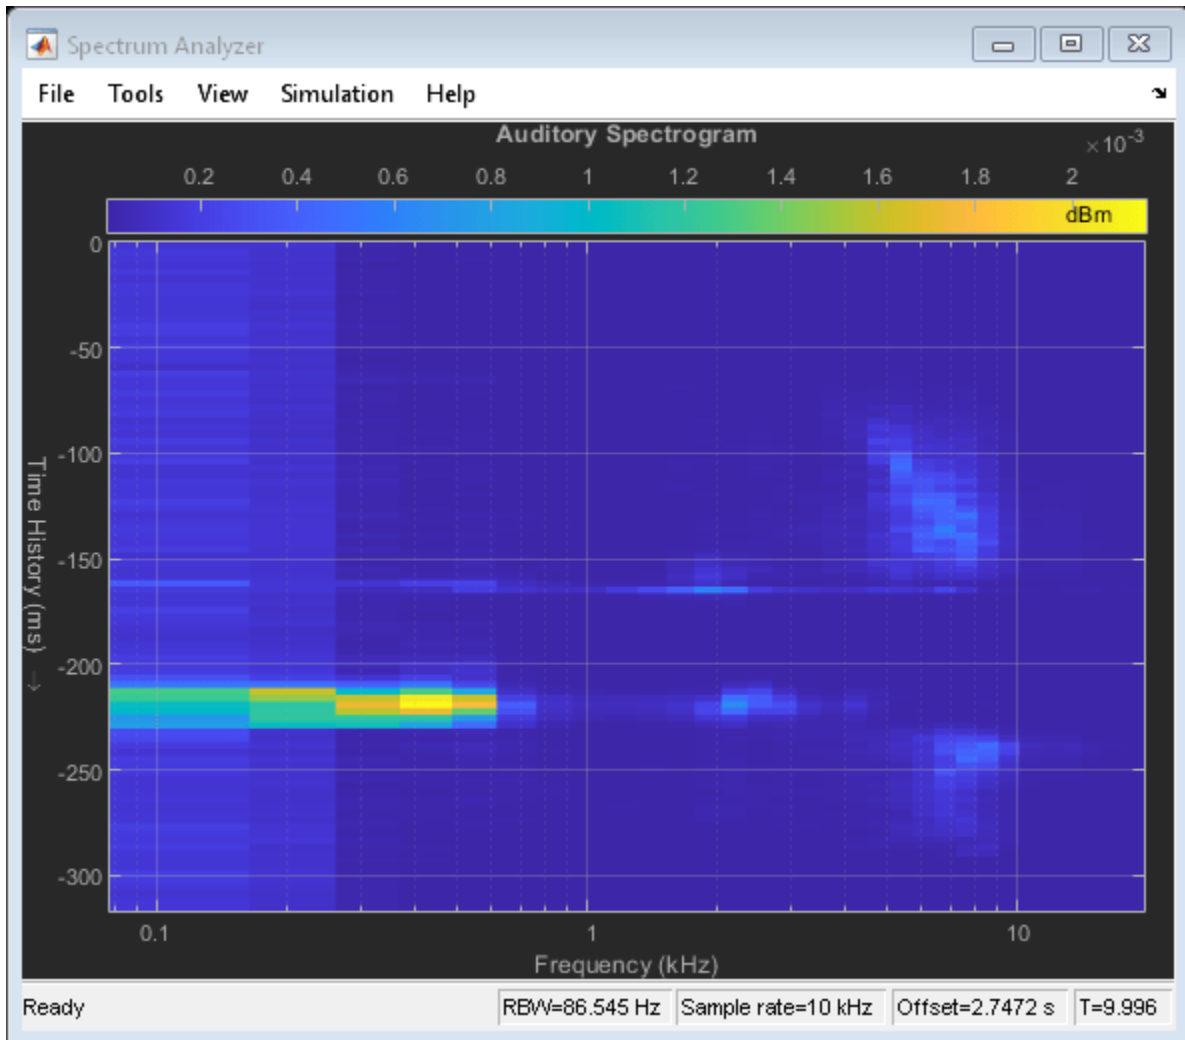 Spectrum Analyzer
File Tools View Simulation Help
Auditory Spectrogram
×10-3
0.2 0.4 0.6 0.8 1 1.2 1.4 1.6 1.8 2
dBm
0
-50
-100
-150
-200
-250
-300
Time History (ms) →
0.1 1 10
Frequency (kHz)
Ready RBW=86.545 Hz Sample rate=10 kHz Offset=2.7472 s T=9.996